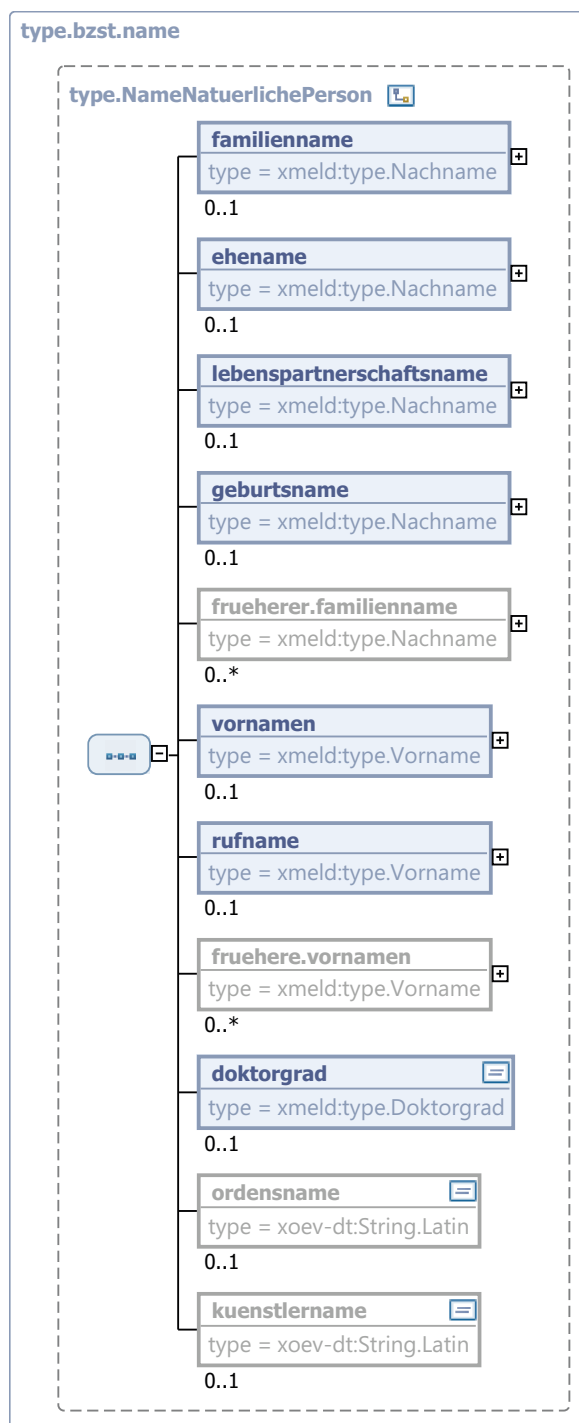 type.bzst.name
type.NameNatuerlichePerson
familienname
type = xmeld:type.Nachname
0..1
ehename
type = xmeld:type.Nachname
0..1
lebenspartnerschaftsname
type = xmeld:type.Nachname
0..1
geburtsname
type = xmeld:type.Nachname
0..1
frueherer.familienname
type = xmeld:type.Nachname
0..*
vornamen
type = xmeld:type.Vorname
0..1
rufname
type = xmeld:type.Vorname
0..1
fruehere.vornamen
type = xmeld:type.Vorname
0..*
doktorgrad
type = xmeld:type.Doktorgrad
0..1
ordensname
type = xoev-dt:String.Latin
0..1
kuenstlername
type = xoev-dt:String.Latin
0..1